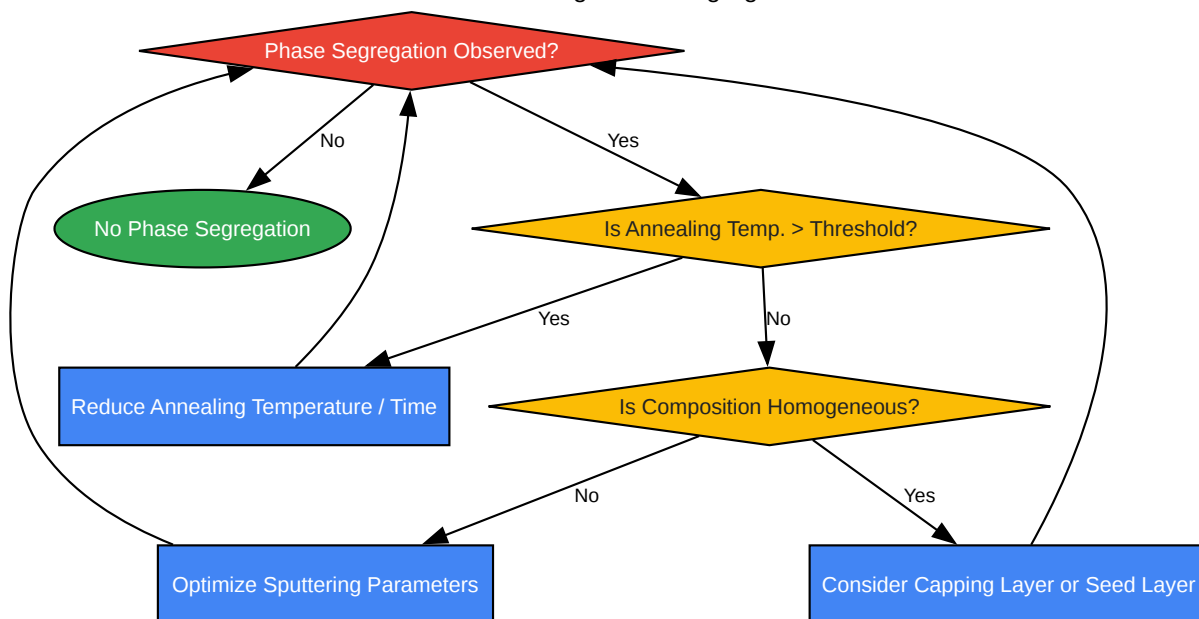 Phase Segregation Observed?
No
Yes
No Phase Segregation
Is Annealing Temp. > Threshold?
Yes
No
Reduce Annealing Temperature / Time
Is Composition Homogeneous?
No
Yes
Optimize Sputtering Parameters
Consider Capping Layer or Seed Layer